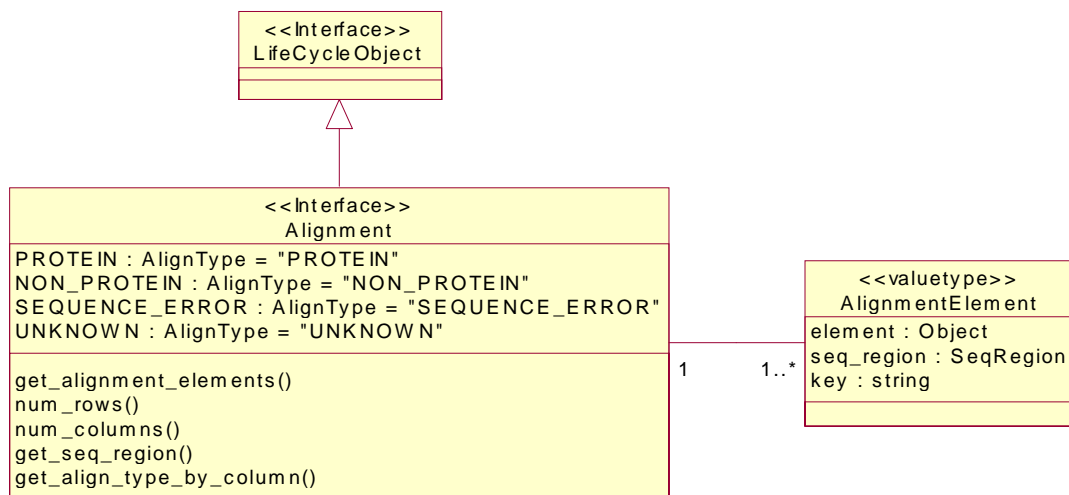 <<Interface>>
LifeCycleObject
<<Interface>>
Alignment
PROTEIN : AlignType = "PROTEIN"
NON_PROTEIN : AlignType = "NON_PROTEIN"
SEQUENCE_ERROR : AlignType = "SEQUENCE_ERROR"
UNKNOWN : AlignType = "UNKNOWN"
get_alignment_elements()
num_rows()
num_columns()
get_seq_region()
get_align_type_by_column()
1
1..*
<<valuetype>>
AlignmentElement
element : Object
seq_region : SeqRegion
key : string